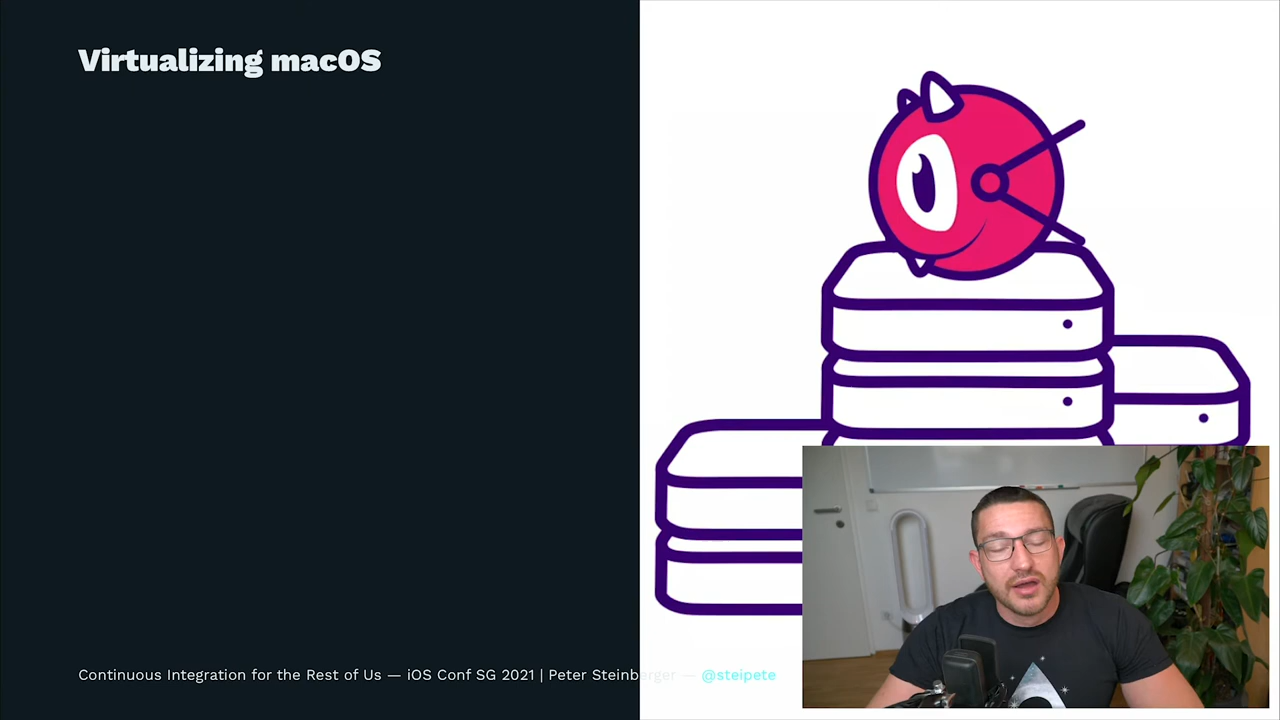 Virtualizing macOS
Continuous Integration for the Rest of Us — iOS Conf SG 2021 | Peter Steinberger — @steipete